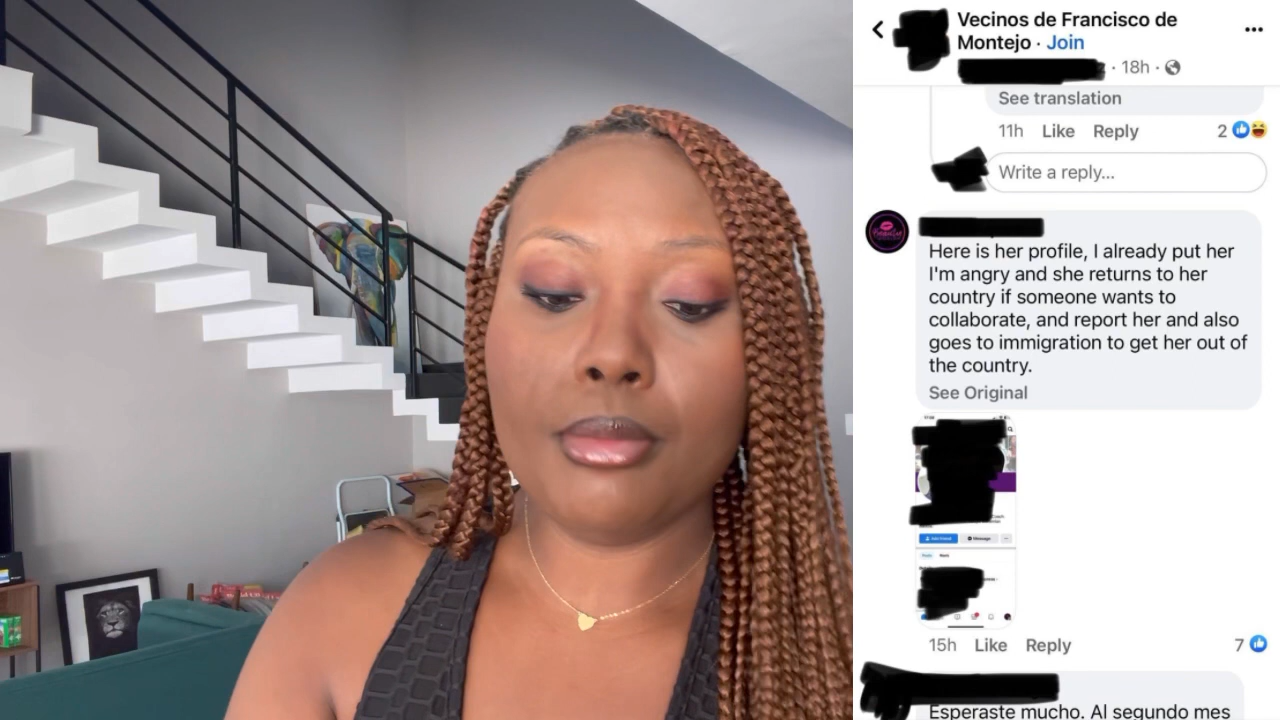 Vecinos de Francisco de
Montejo · Join
· 18h ·
See translation
11h Like Reply 2
Write a reply...
Here is her profile, I already put her
I'm angry and she returns to her
country if someone wants to
collaborate, and report her and also
goes to immigration to get her out of
the country.
See Original
Add friend Message
15h Like Reply 7
Esperaste mucho. Al segundo mes